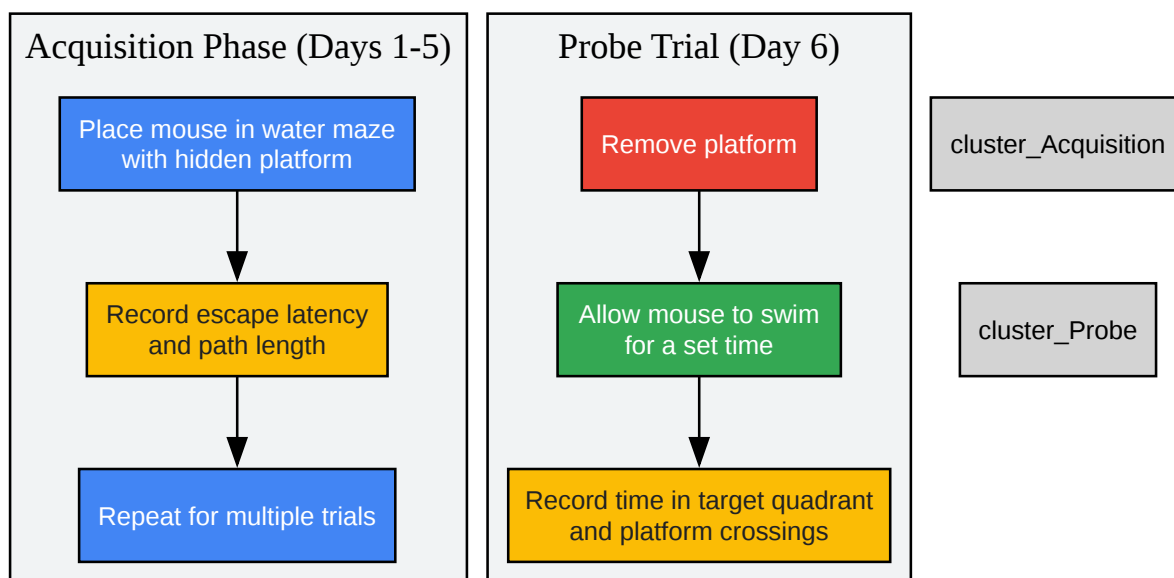 Acquisition Phase (Days 1-5)
Place mouse in water maze
with hidden platform
Record escape latency
and path length
Repeat for multiple trials
Probe Trial (Day 6)
Remove platform
Allow mouse to swim
for a set time
Record time in target quadrant
and platform crossings
cluster_Acquisition
cluster_Probe